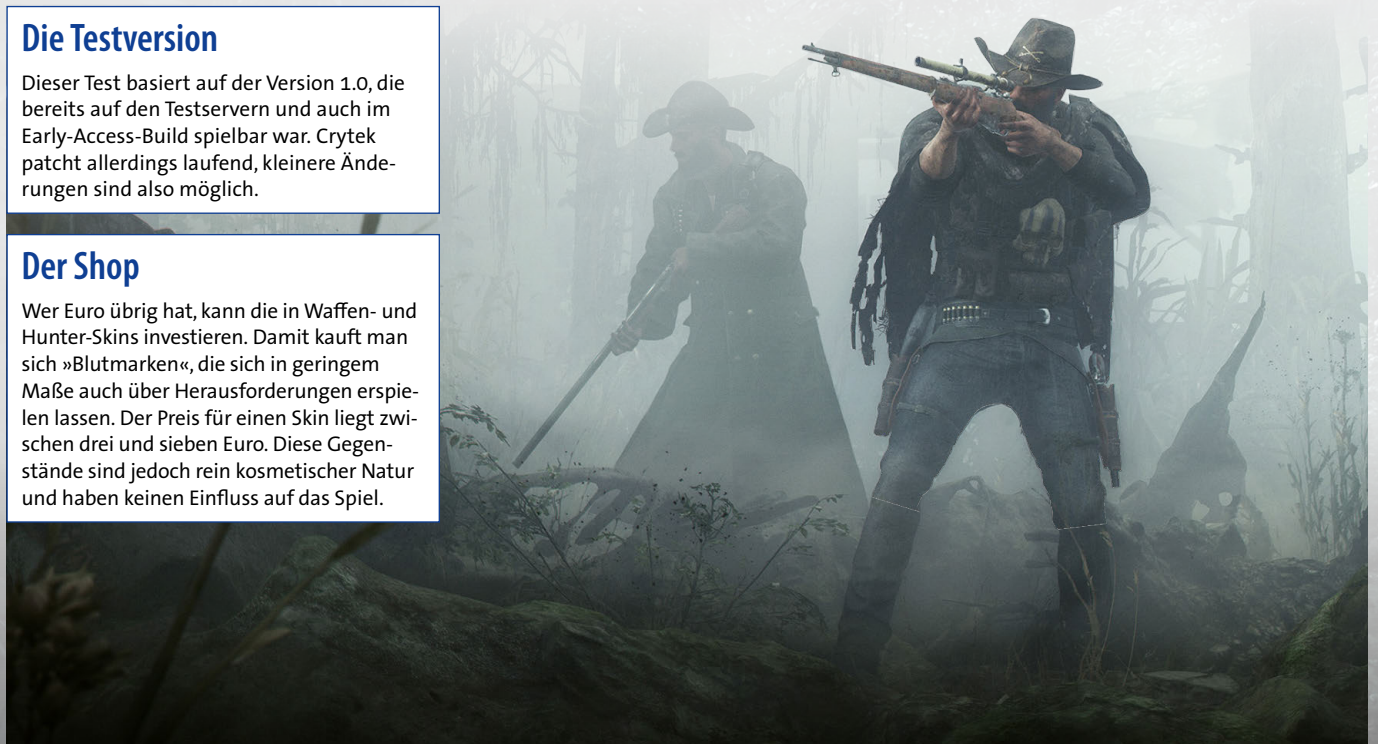 Die Testversion
Dieser Test basiert auf der Version 1.0, die
bereits auf den Testservern und auch im
Early-Access-Build spielbar war. Crytek
patcht allerdings laufend, kleinere Ände-
rungen sind also möglich.
Der Shop
Wer Euro übrig hat, kann die in Waffen- und
Hunter-Skins investieren. Damit kauft man
sich »Blutmarken«, die sich in geringem
Maße auch über Herausforderungen erspie-
len lassen. Der Preis für einen Skin liegt zwi-
schen drei und sieben Euro. Diese Gegen-
stände sind jedoch rein kosmetischer Natur
und haben keinen Einfluss auf das Spiel.